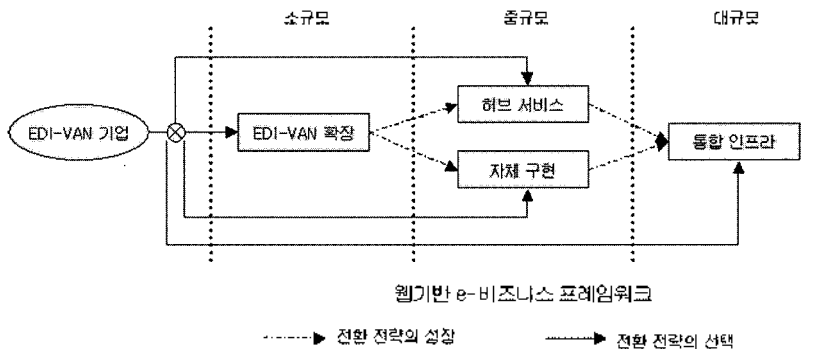 소규모 중규모 대규모
허브 서비스
EDI-VAN 기업 EDI-VAN 확장 통합 인프라
자체 구현
웹기반 e-비즈니스 프레임워크
전환 전략의 성장 전환 전략의 선택